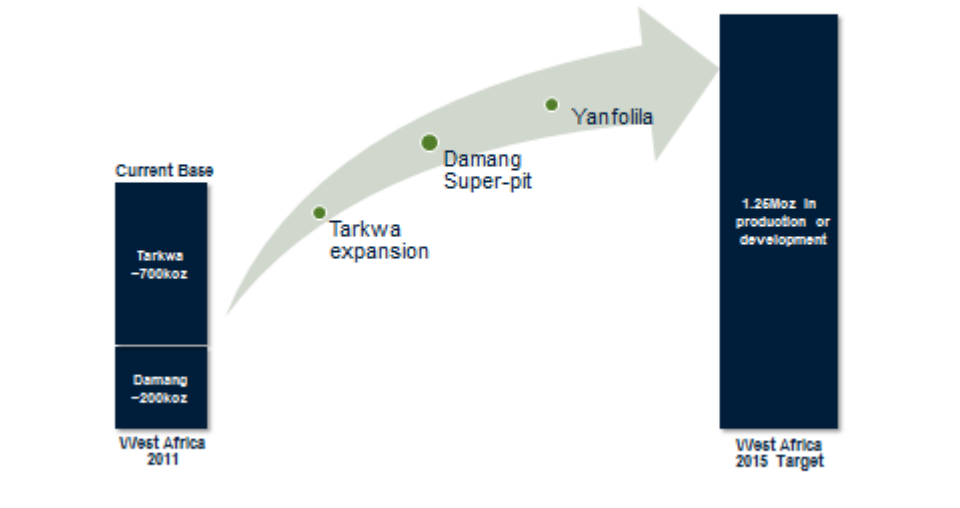 Current Base
Tarkwa
~700koz
Damang
~200koz
West Africa
2011
Tarkwa
expansion
Damang
Super-pit
Yanfolila
1.25Moz in
production or
development
West Africa
2015 Target